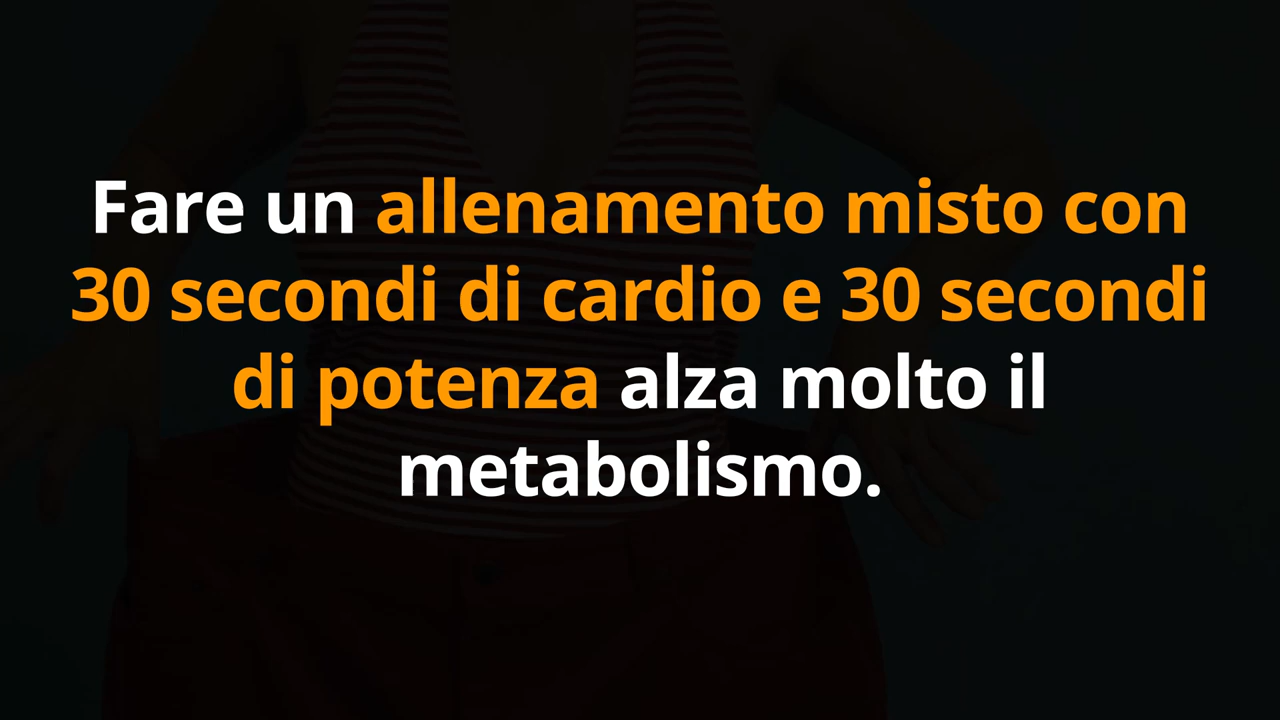 Fare un allenamento misto con
30 secondi di cardio e 30 secondi
di potenza alza molto il
metabolismo.